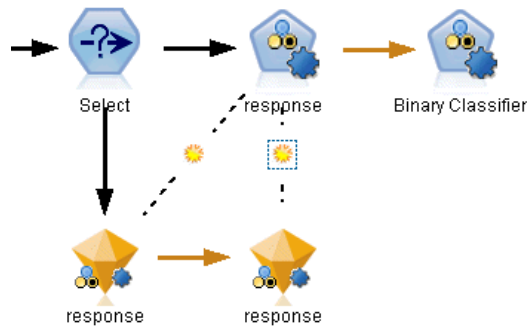 Select
response
Binary Classifier
response
response